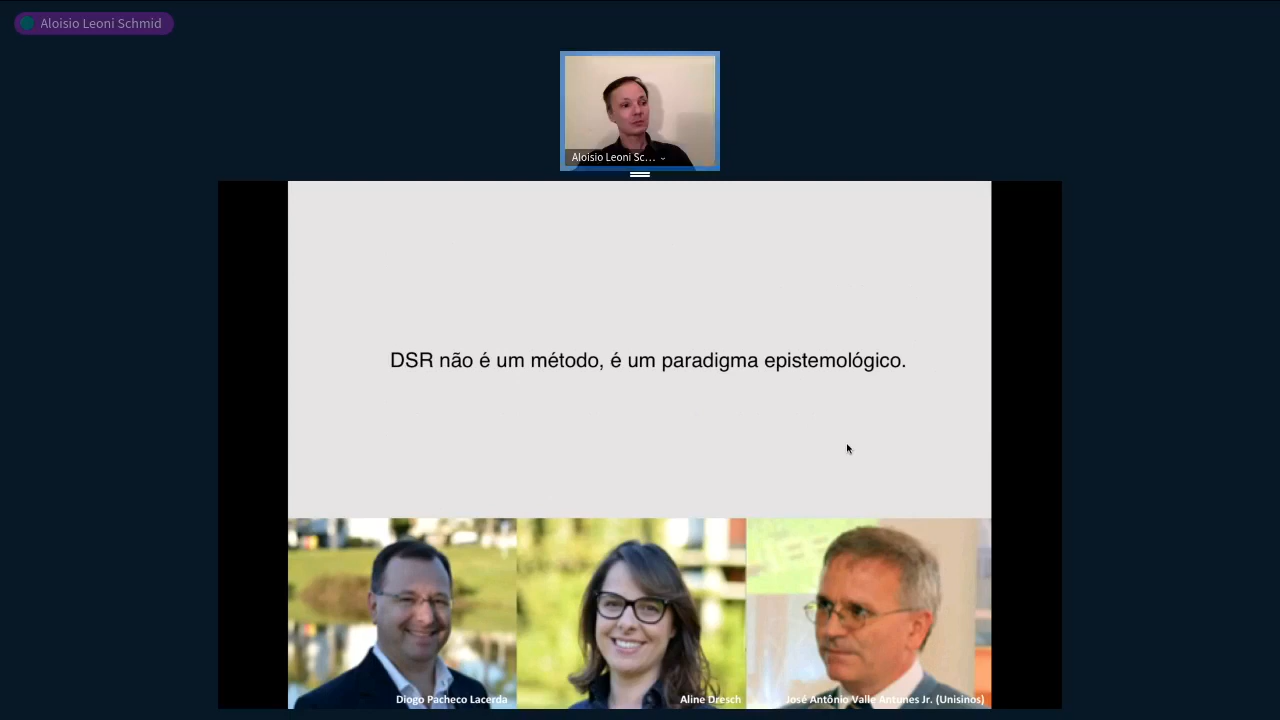 Aloisio Leoni Schmid
Aloisio Leoni Sc...
DSR não é um método, é um paradigma epistemológico.
Diogo Pacheco Lacerda
Aline Dresch
José Antônio Valle Antunes Jr. (Unisinos)